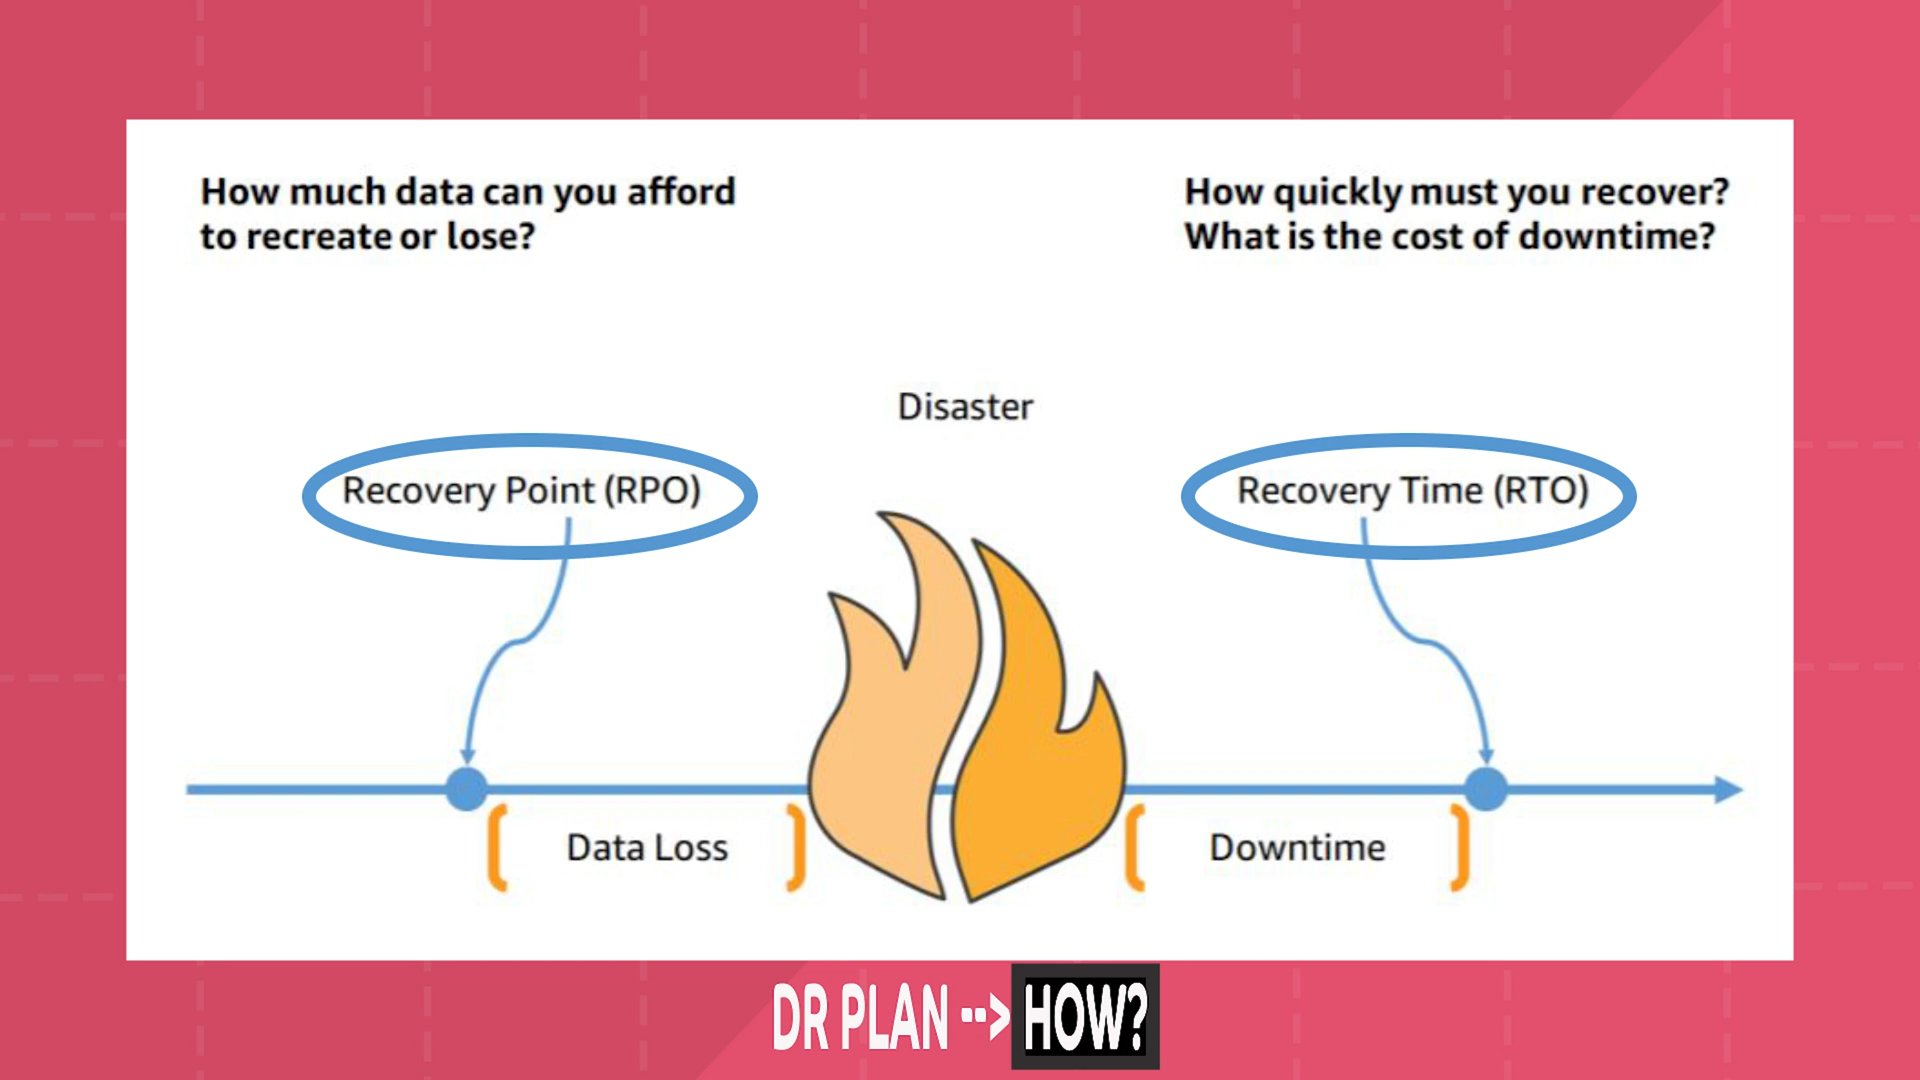 How much data can you afford
to recreate or lose?
How quickly must you recover?
What is the cost of downtime?
Disaster
Recovery Point (RPO)
Recovery Time (RTO)
Data Loss
Downtime
DR PLAN --> HOW?